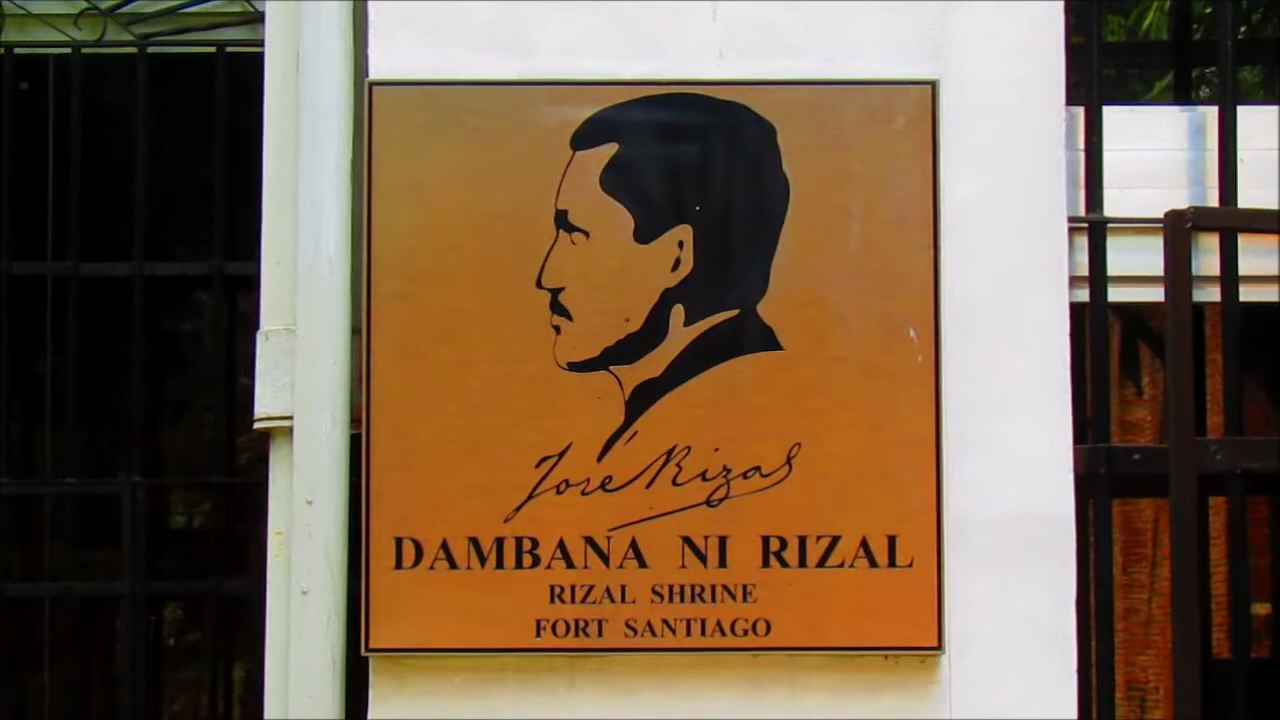 José Rizal
DAMBANA NI RIZAL
RIZAL SHRINE
FORT SANTIAGO